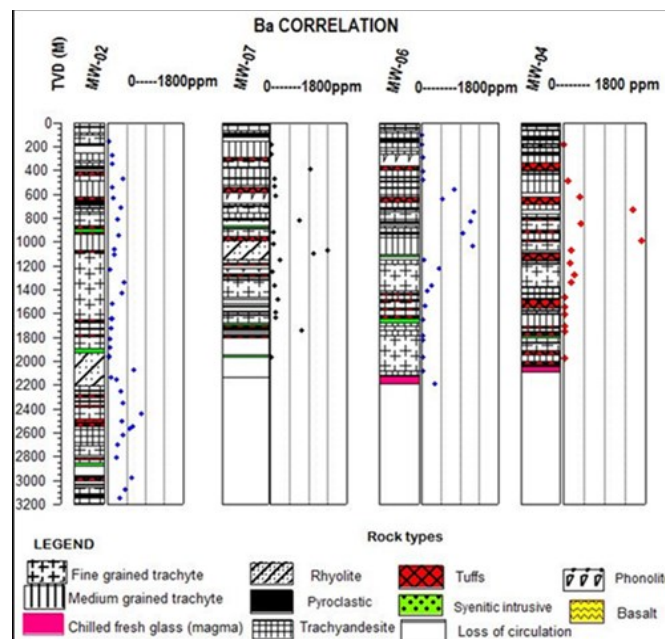 Ba CORRELATION
TVD (M)
MW-02
0-----1800ppm
MW-07
0-------1800ppm
MW-06
0-------1800ppm
MW-04
0-------- 1800 ppm
0
200
400
600
800
1000
1200
1400
1600
1800
2000
2200
2400
2600
2800
3000
3200
LEGEND
Rock types
Fine grained trachyte
Rhyolite
Tuffs
Phonolite
Medium grained trachyte
Pyroclastic
Syenitic intrusive
Basalt
Chilled fresh glass (magma)
Trachyandesite
Loss of circulation